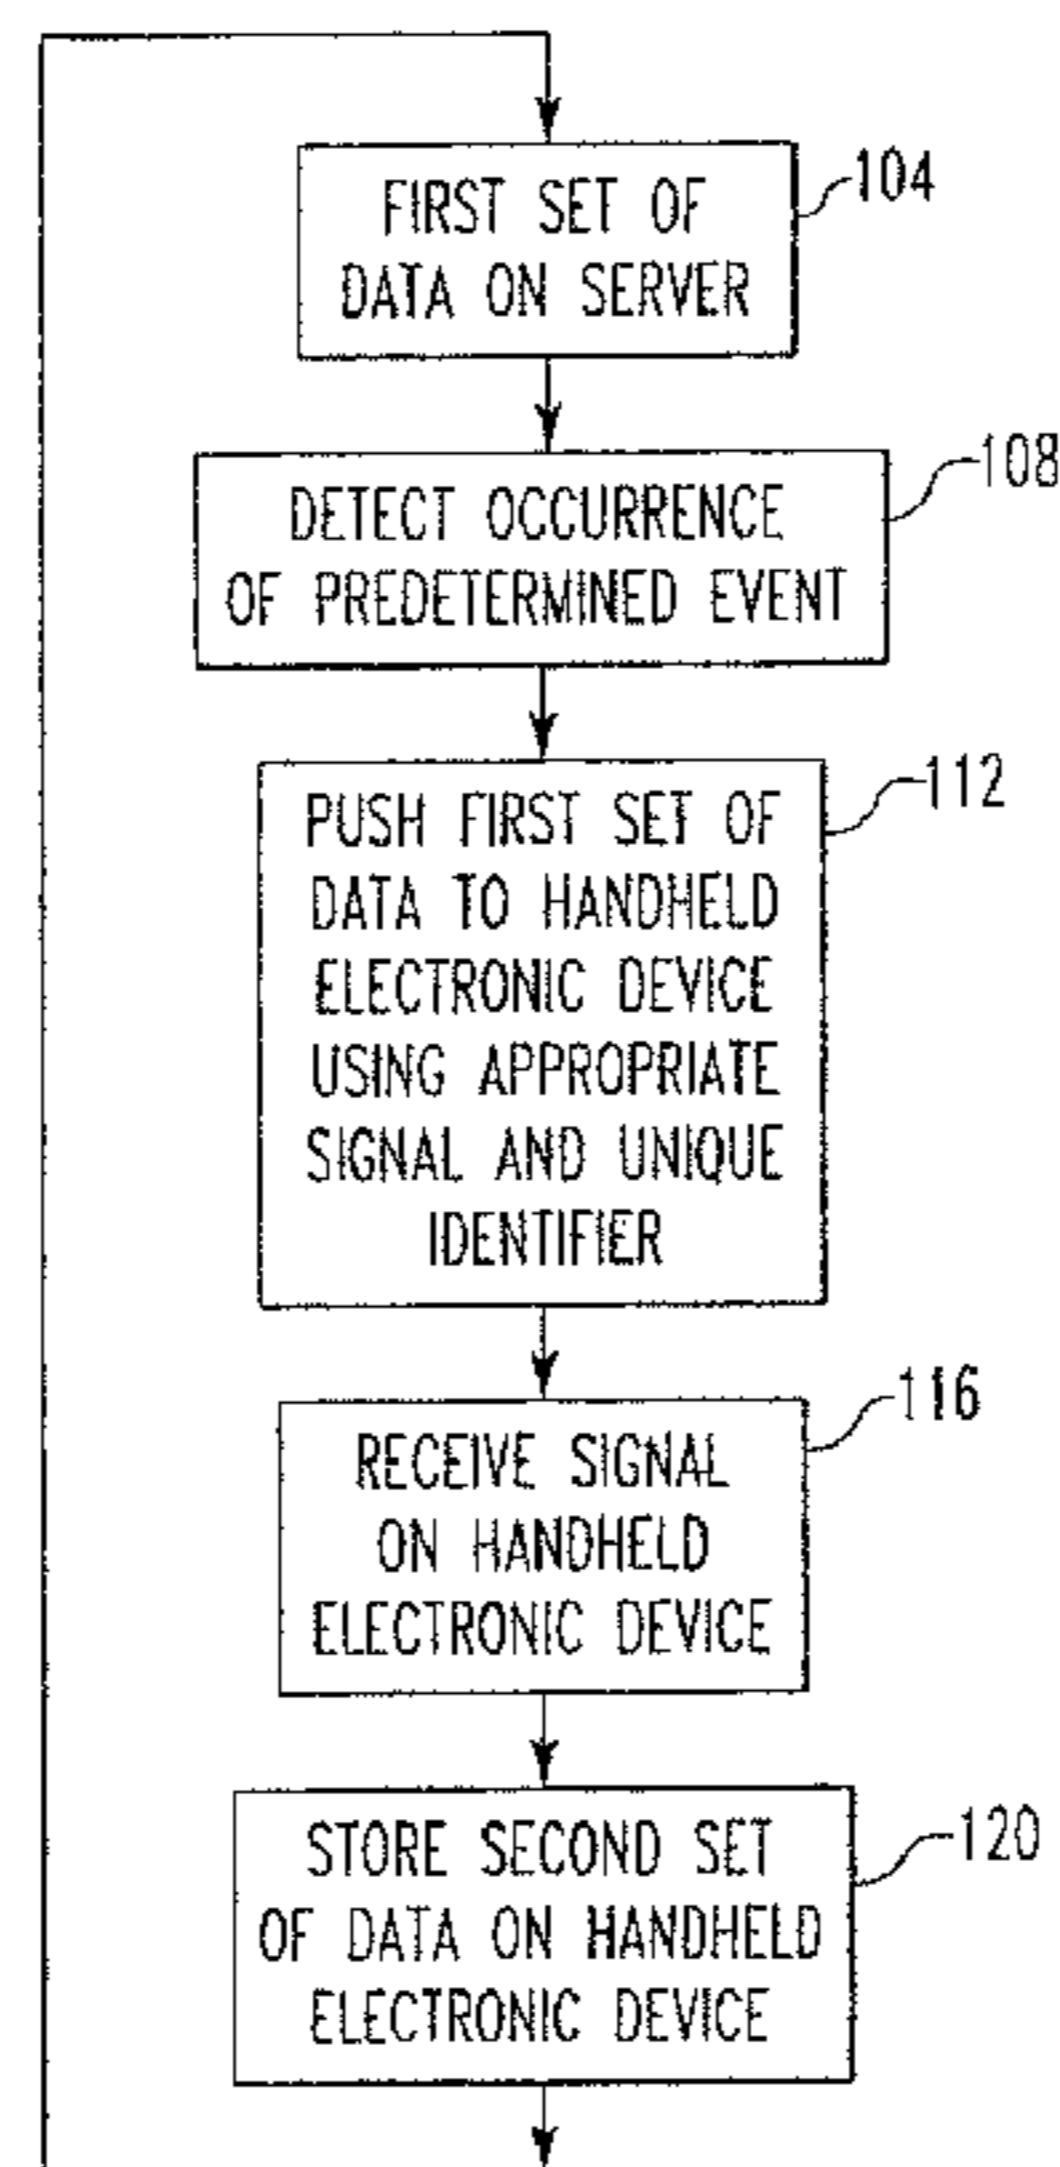 FIRST SET OF
DATA ON SERVER
104
DETECT OCCURRENCE
OF PREDETERMINED EVENT
108
PUSH FIRST SET OF
DATA TO HANDHELD
ELECTRONIC DEVICE
USING APPROPRIATE
SIGNAL AND UNIQUE
IDENTIFIER
112
RECEIVE SIGNAL
ON HANDHELD
ELECTRONIC DEVICE
116
STORE SECOND SET
OF DATA ON HANDHELD
ELECTRONIC DEVICE
120